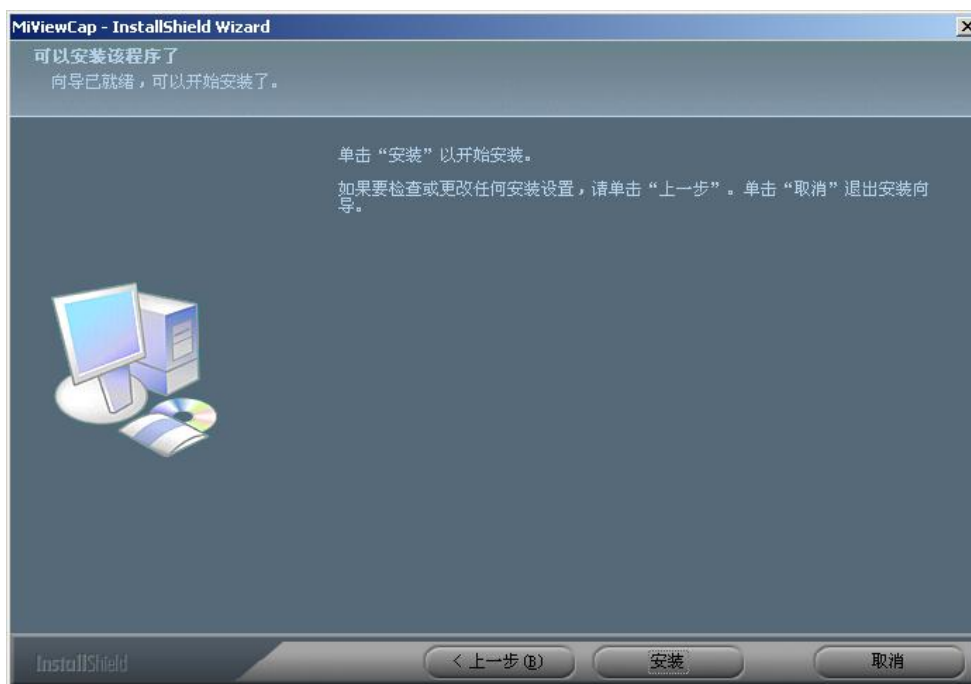 MiViewCap - InstallShield Wizard
可以安装该程序了
向导已就绪，可以开始安装了。
单击“安装”以开始安装。
如果要检查或更改任何安装设置，请单击“上一步”。单击“取消”退出安装向
导。
InstallShield
< 上一步(B)
安装
取消